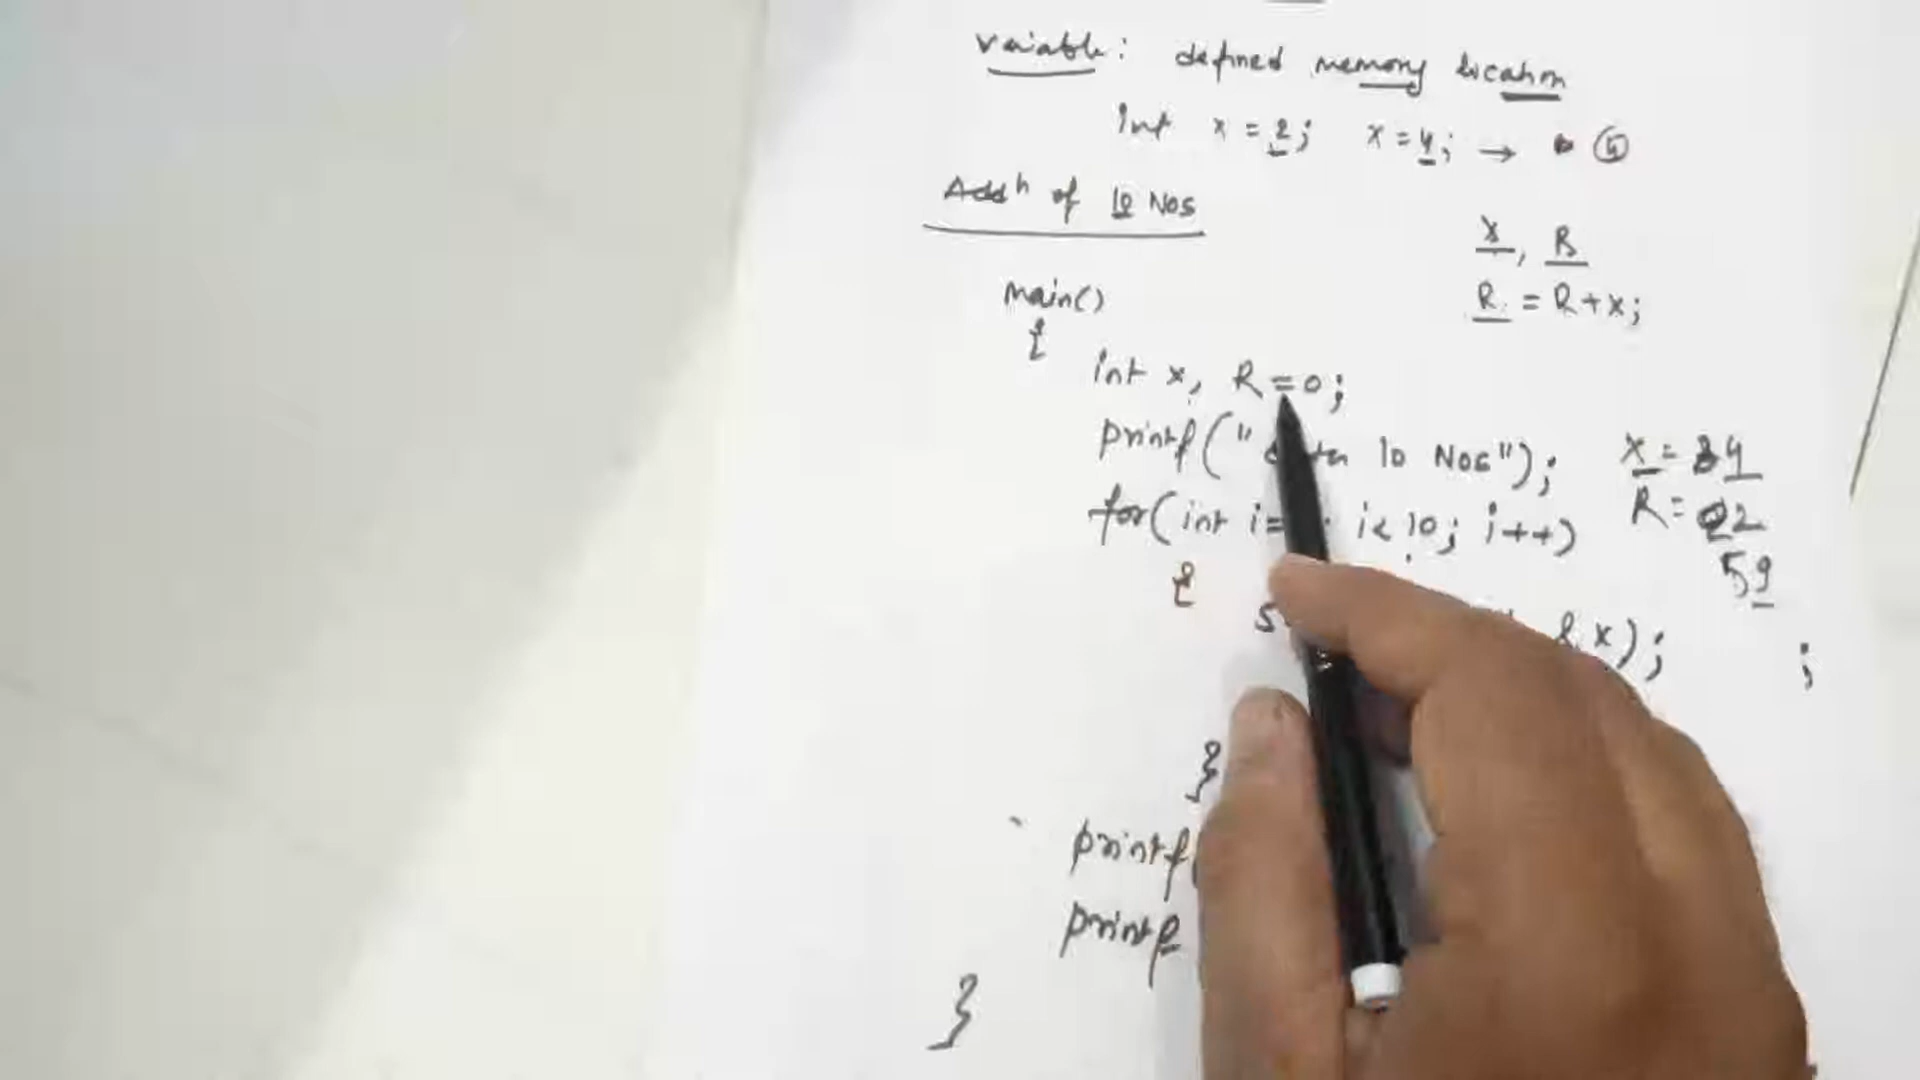 Variable: defined memory location
int x = 2; x = 4; →
Addn of 10 Nos
x, R
R = R + x;
main()
{
int x, R = 0;
printf(" 10 Nos");
x = 4
for(int i= i< 10; i++)
R = 2
59
{
& x); ;
}
printf
printf
}